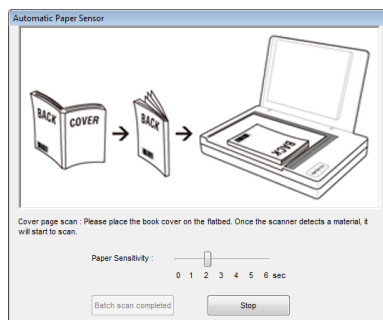 Automatic Paper Sensor
BACK COVER
BACK
BACK
Cover page scan : Please place the book cover on the flatbed. Once the scanner detects a material, it
will start to scan.
Paper Sensitivity :
0 1 2 3 4 5 6 sec
Batch scan completed Stop